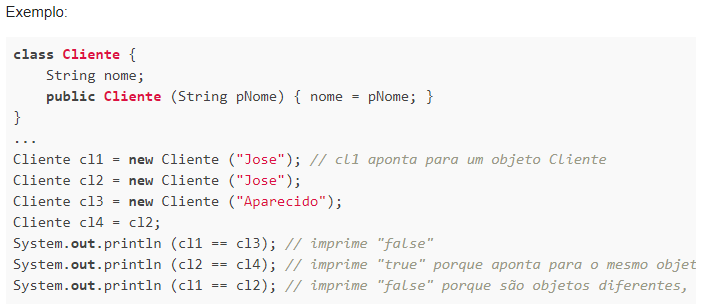 Exemplo:
class Cliente {
    String nome;
    public Cliente (String pNome) { nome = pNome; }
}
...
Cliente cl1 = new Cliente ("Jose"); // cl1 aponta para um objeto Cliente
Cliente cl2 = new Cliente ("Jose");
Cliente cl3 = new Cliente ("Aparecido");
Cliente cl4 = cl2;
System.out.println (cl1 == cl3); // imprime "false"
System.out.println (cl2 == cl4); // imprime "true" porque aponta para o mesmo objet
System.out.println (cl1 == cl2); // imprime "false" porque são objetos diferentes,